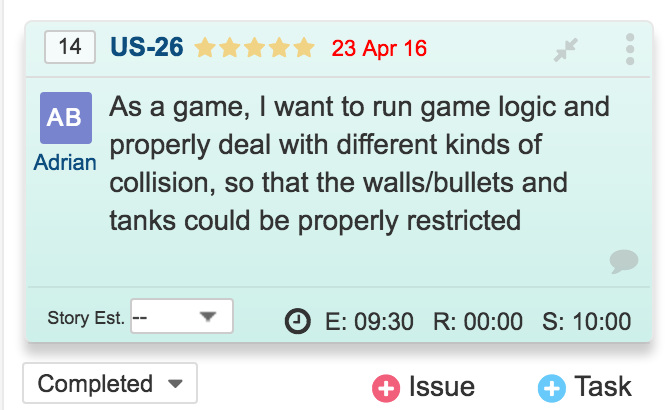 14 US-26 23 Apr 16
AB
Adrian
As a game, I want to run game logic and
properly deal with different kinds of
collision, so that the walls/bullets and
tanks could be properly restricted
Story Est. -- E: 09:30 R: 00:00 S: 10:00
Completed Issue Task